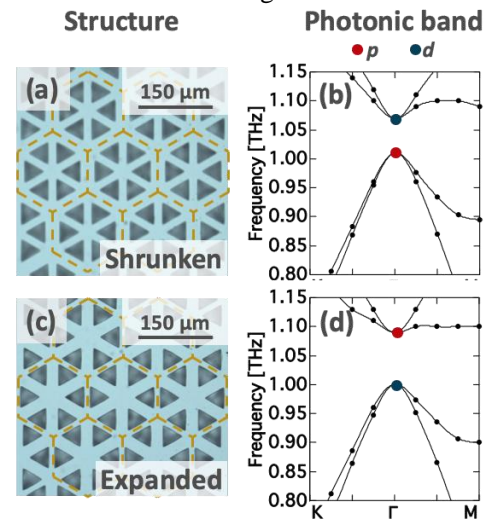 Structure
Photonic band
p d
(a)
150 μm
Shrunken
(b)
Frequency [THz]
1.15
1.10
1.05
1.00
0.95
0.90
0.85
0.80
(c)
150 μm
Expanded
(d)
Frequency [THz]
1.15
1.10
1.05
1.00
0.95
0.90
0.85
0.80
K Γ M